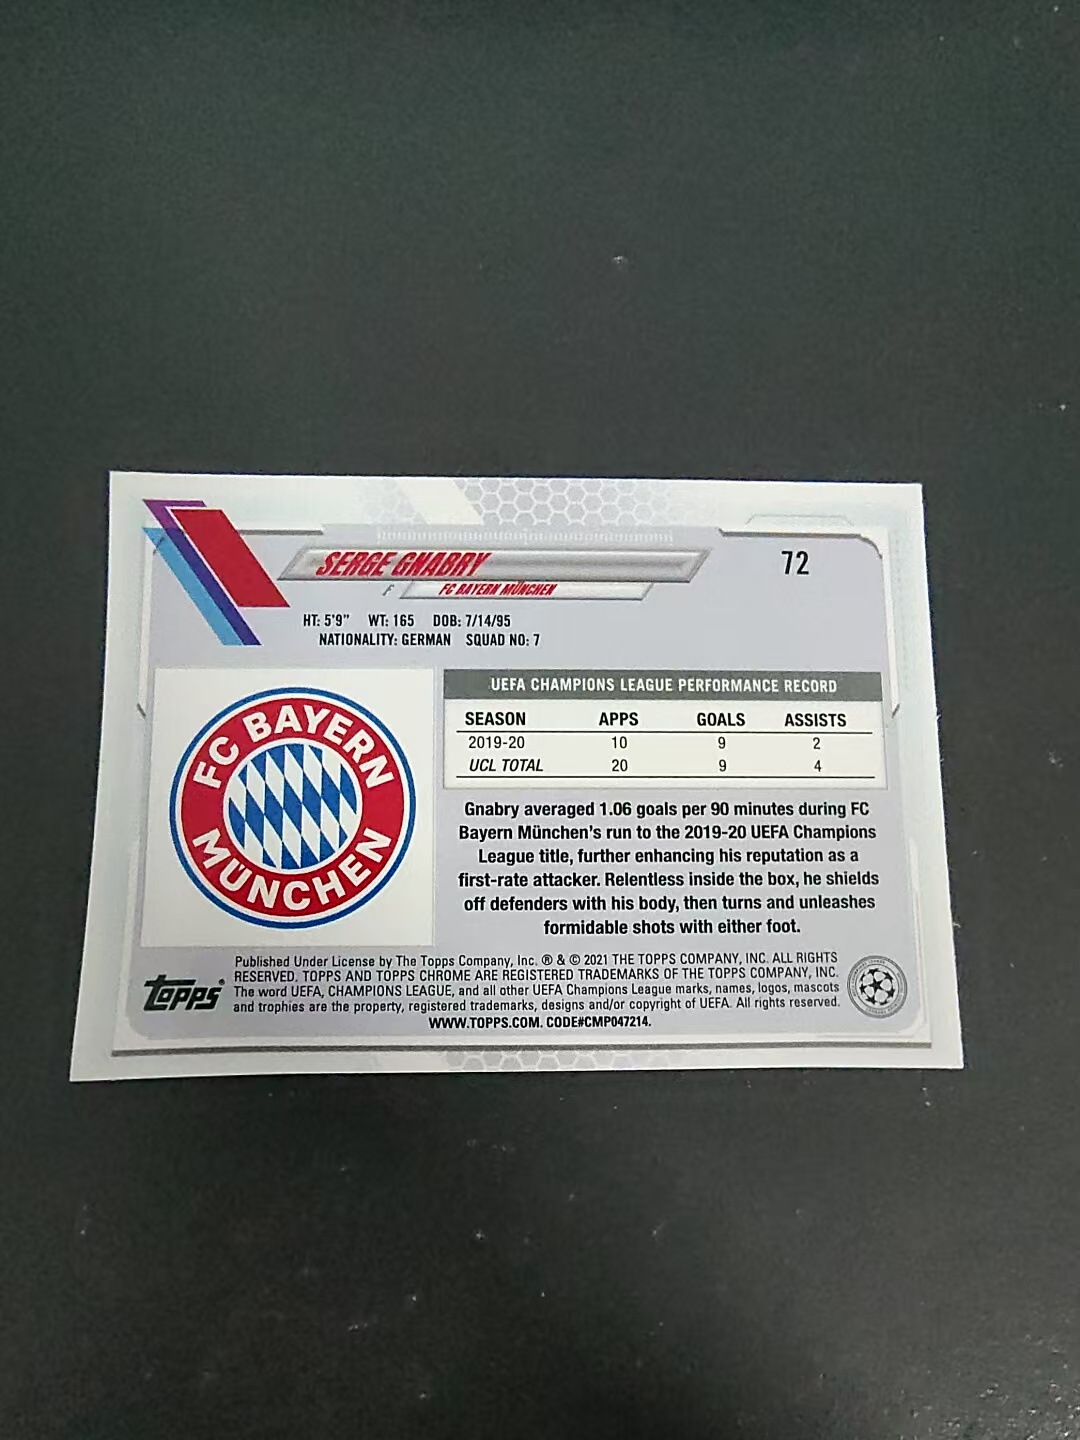 SERGE GNABRY
72
F FC BAYERN MÜNCHEN
HT: 5'9" WT: 165 DOB: 7/14/95
NATIONALITY: GERMAN SQUAD NO: 7
FC BAYERN
MÜNCHEN
UEFA CHAMPIONS LEAGUE PERFORMANCE RECORD
SEASON APPS GOALS ASSISTS
2019-20 10 9 2
UCL TOTAL 20 9 4
Gnabry averaged 1.06 goals per 90 minutes during FC
Bayern München's run to the 2019-20 UEFA Champions
League title, further enhancing his reputation as a
first-rate attacker. Relentless inside the box, he shields
off defenders with his body, then turns and unleashes
formidable shots with either foot.
Topps®
Published Under License by The Topps Company, Inc. ® & © 2021 THE TOPPS COMPANY, INC. ALL RIGHTS
RESERVED, TOPPS AND TOPPS CHROME ARE REGISTERED TRADEMARKS OF THE TOPPS COMPANY, INC.
The word UEFA, CHAMPIONS LEAGUE, and all other UEFA Champions League marks, names, logos, mascots
and trophies are the property, registered trademarks, designs and/or copyright of UEFA. All rights reserved.
WWW.TOPPS.COM. CODE#CMP047214.